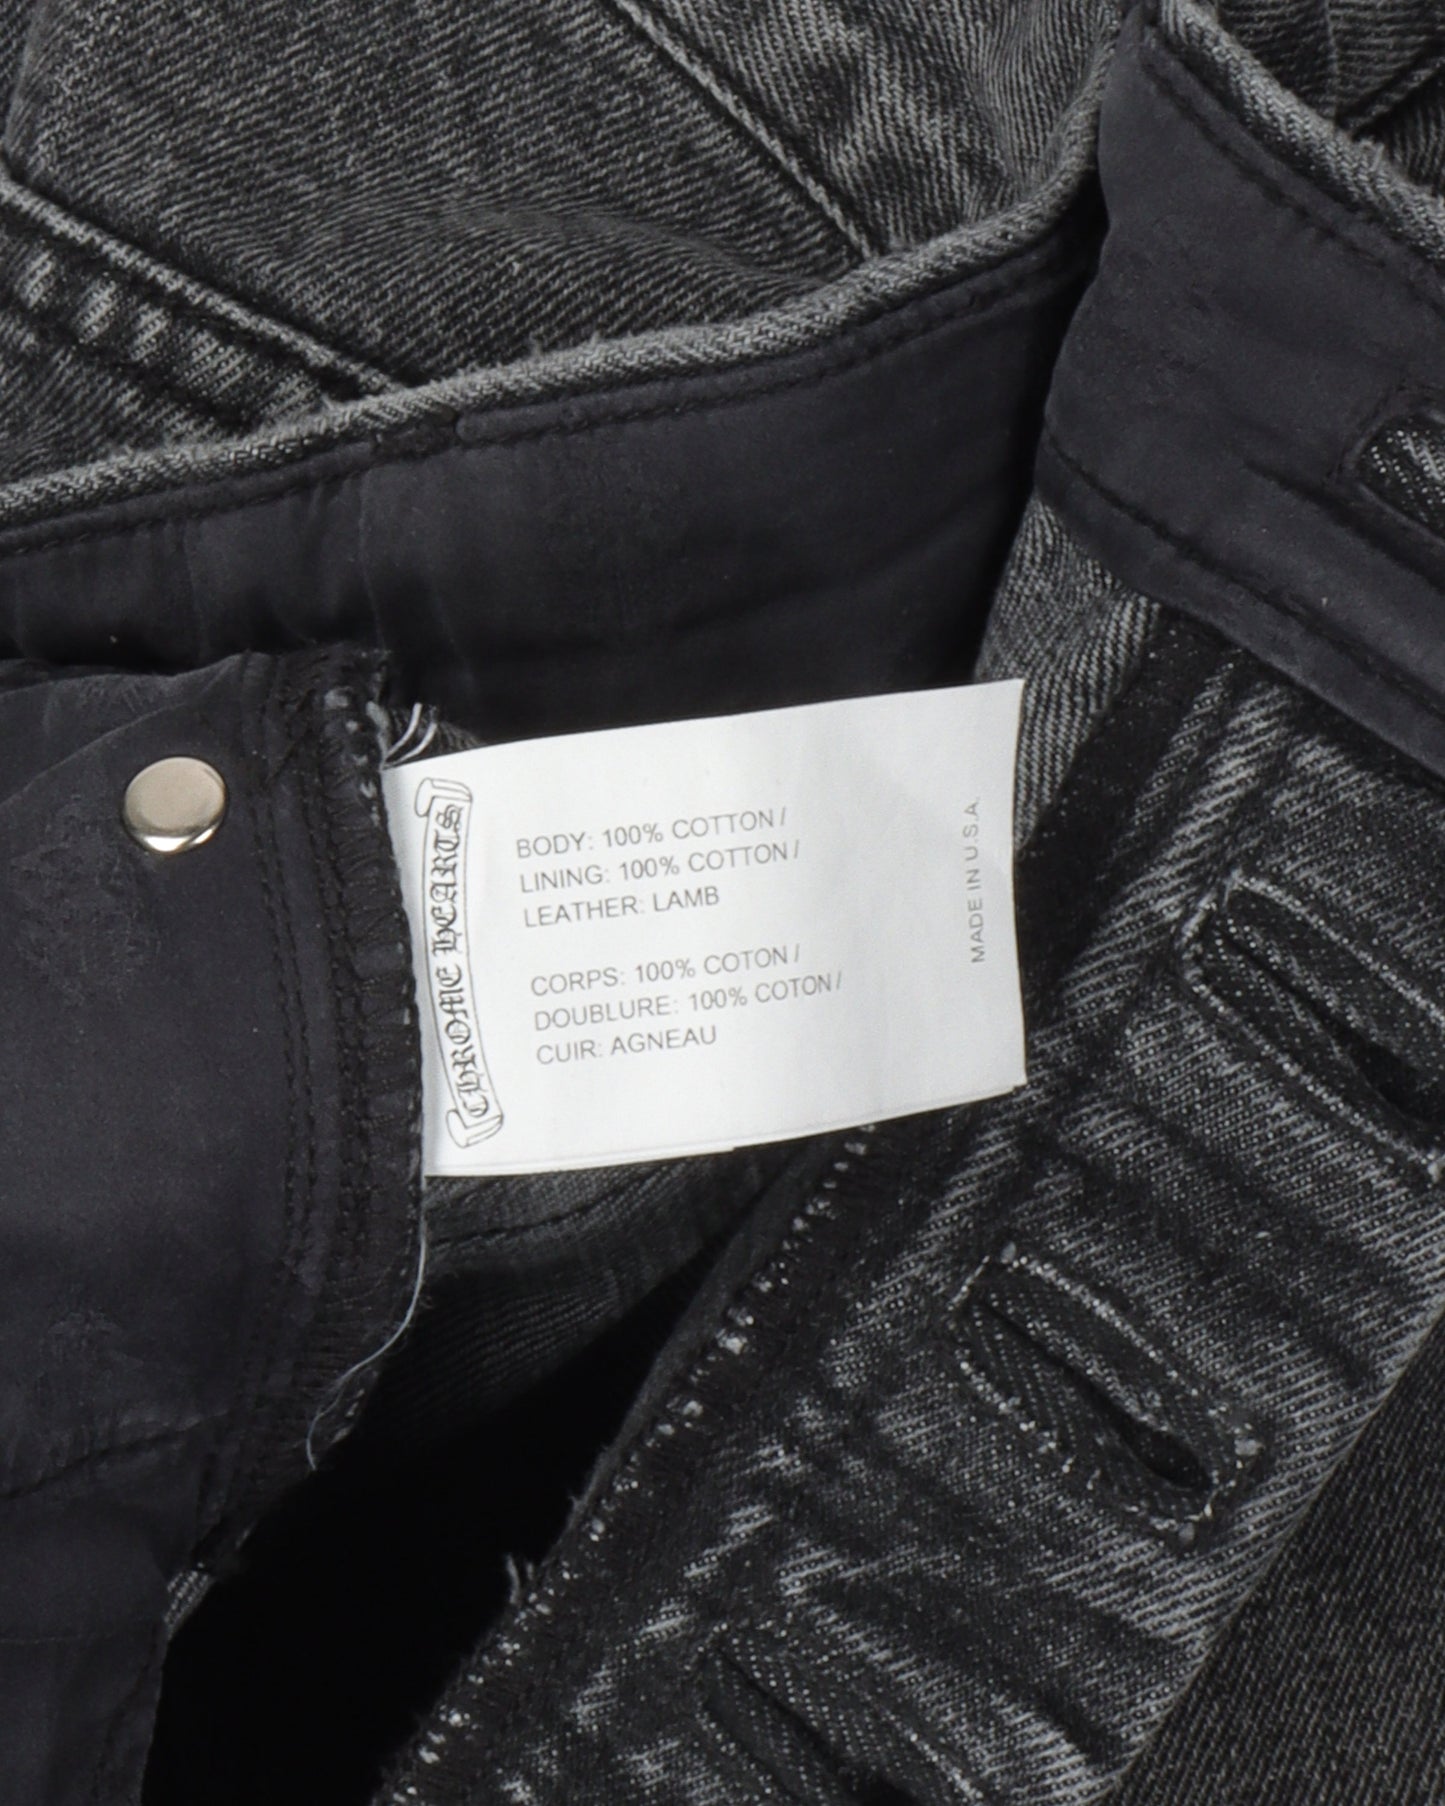 CHROME HEARTS
BODY: 100% COTTON /
LINING: 100% COTTON /
LEATHER: LAMB
CORPS: 100% COTON /
DOUBLURE: 100% COTON /
CUIR: AGNEAU
MADE IN U.S.A.